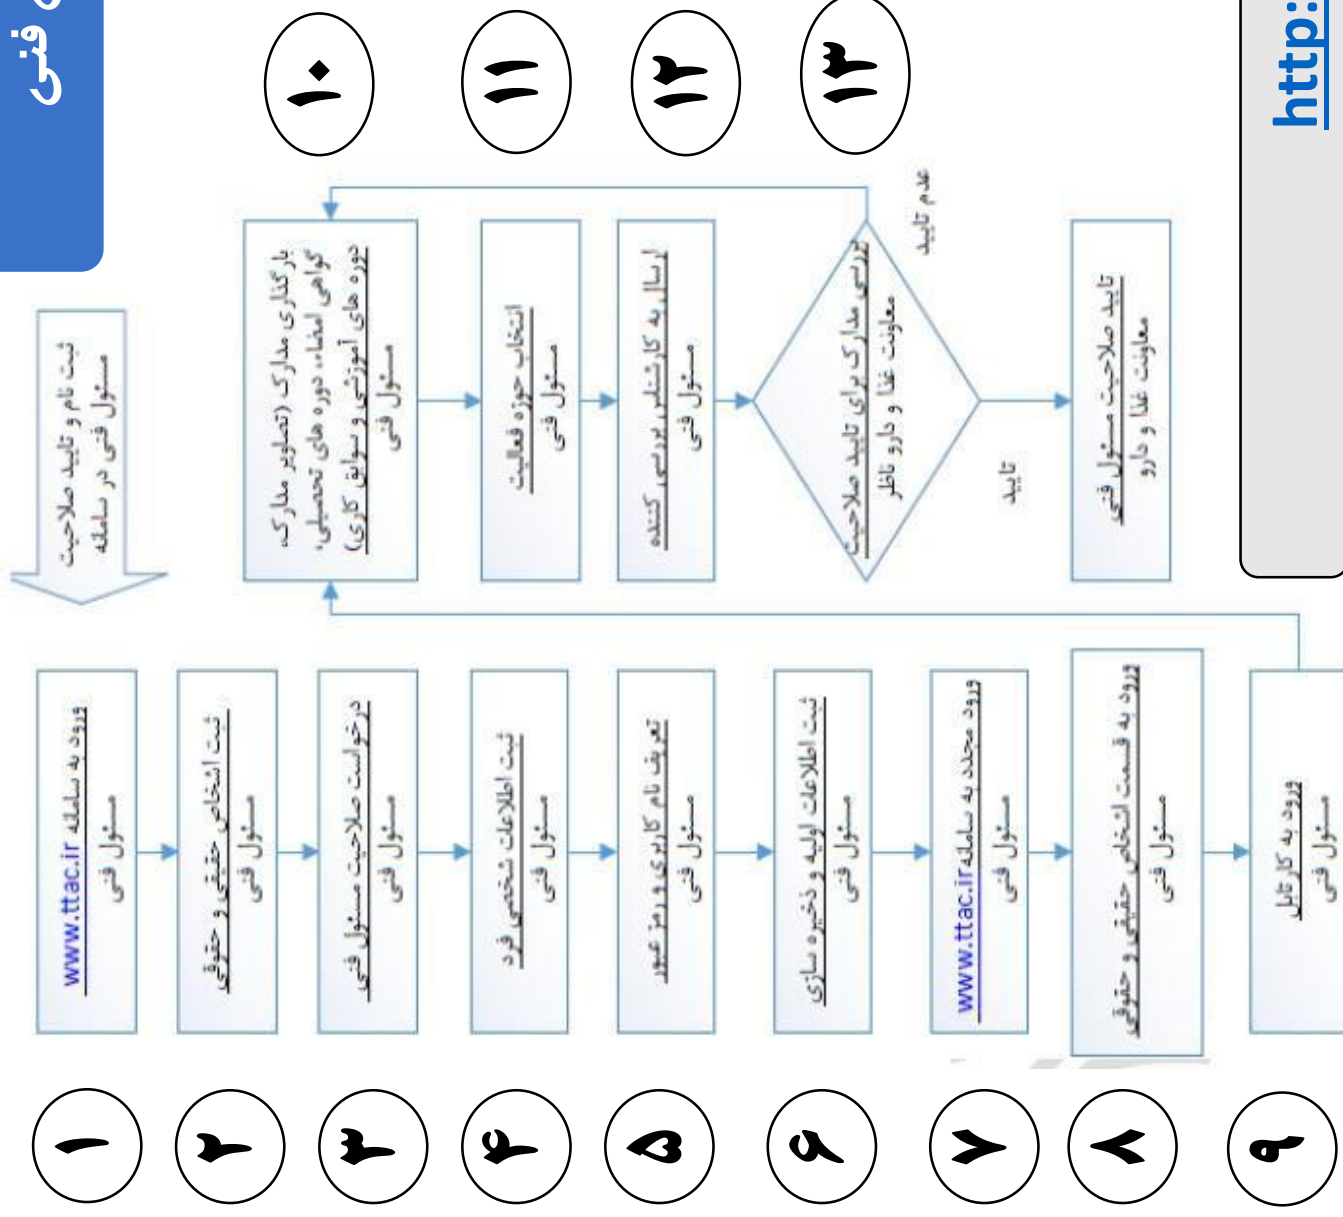 فنی
ثبت نام و تایید صلاحیت
مسئول فنی در سامانه
۱
ورود به سامانه www.ttac.ir
مسئول فنی
۲
ثبت اشخاص حقیقی و حقوقی
مسئول فنی
۳
درخواست صلاحیت مسئول فنی
مسئول فنی
۴
ثبت اطلاعات شخصی فرد
مسئول فنی
۵
تعریف نام کاربری و رمز عبور
مسئول فنی
۶
ثبت اطلاعات اولیه و ذخیره سازی
مسئول فنی
۷
ورود مجدد به سامانه www.ttac.ir
مسئول فنی
۸
ورود به قسمت اشخاص حقیقی و حقوقی
مسئول فنی
۹
ورود به کارتابل
مسئول فنی
۱۰
بارگذاری مدارک (تصاویر مدارک،
گواهی امضاء، دوره های تحصیلی،
دوره های آموزشی و سوابق کاری)
مسئول فنی
۱۱
انتخاب حوزه فعالیت
مسئول فنی
۱۲
ارسال به کارشناس بررسی کننده
مسئول فنی
۱۳
بررسی مدارک برای تایید صلاحیت
معاونت غذا و دارو ناظر
عدم تایید
تایید
تایید صلاحیت مسئول فنی
معاونت غذا و دارو
http: